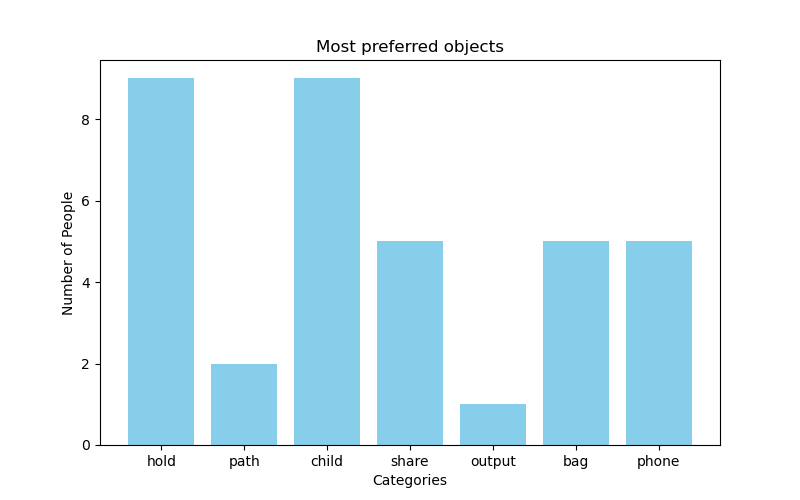 Most preferred objects
Number of People
8
6
4
2
0
hold path child share output bag phone
Categories